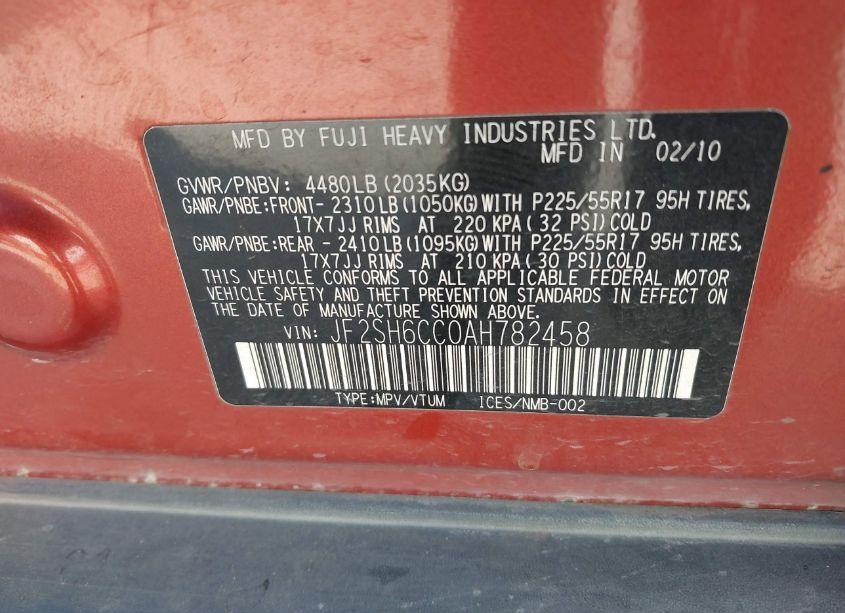 MFD BY FUJI HEAVY INDUSTRIES LTD.
MFD IN 02/10
GVWR/PNBV: 4480LB(2035KG)
GAWR/PNBE:FRONT- 2310LB(1050KG)WITH P225/55R17 95H TIRES,
17X7JJ RIMS AT 220 KPA(32 PSI)COLD
GAWR/PNBE:REAR - 2410LB(1095KG)WITH P225/55R17 95H TIRES,
17X7JJ RIMS AT 210 KPA(30 PSI)COLD
THIS VEHICLE CONFORMS TO ALL APPLICABLE FEDERAL MOTOR
VEHICLE SAFETY AND THEFT PREVENTION STANDARDS IN EFFECT ON
THE DATE OF MANUFACTURE SHOWN ABOVE.
VIN: JF2SH6CC0AH782458
TYPE:MPV/VTUM ICES/NMB-002